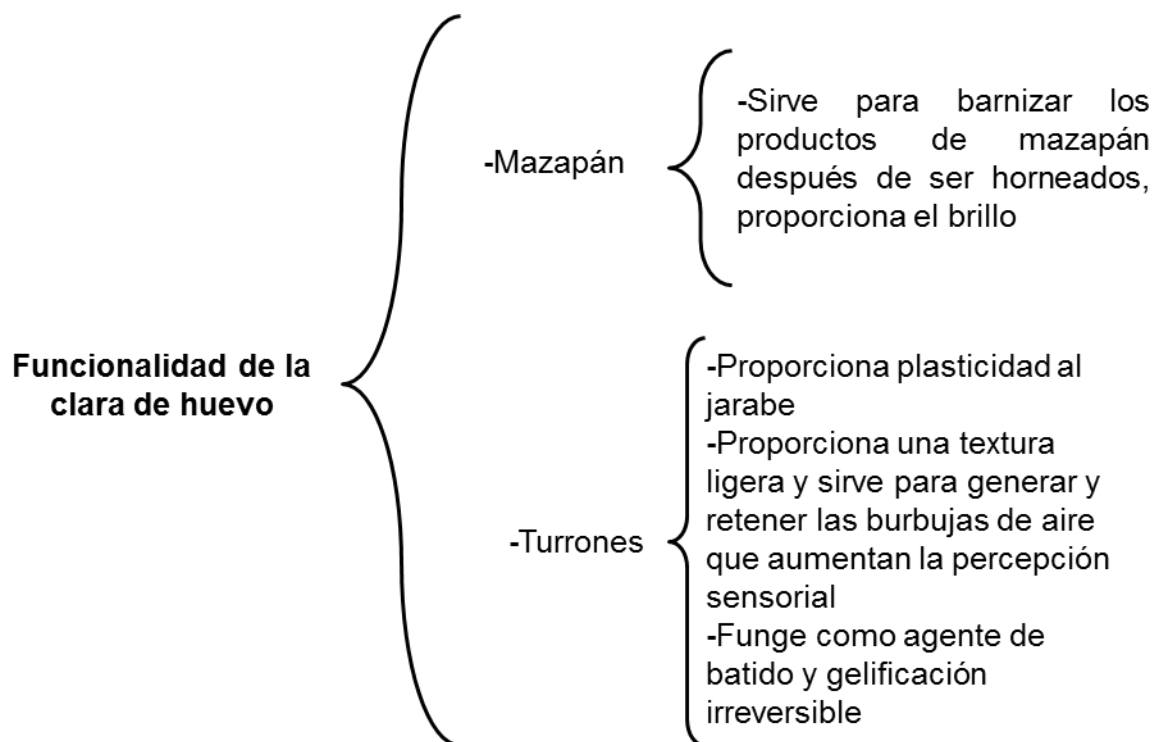 -Sirve para barnizar los
productos de mazapán
después de ser horneados,
proporciona el brillo
-Mazapán
Funcionalidad de la
clara de huevo
-Proporciona plasticidad al
jarabe
-Proporciona una textura
ligera y sirve para generar y
retener las burbujas de aire
que aumentan la percepción
sensorial
-Funge como agente de
batido y gelificación
irreversible
-Turrones